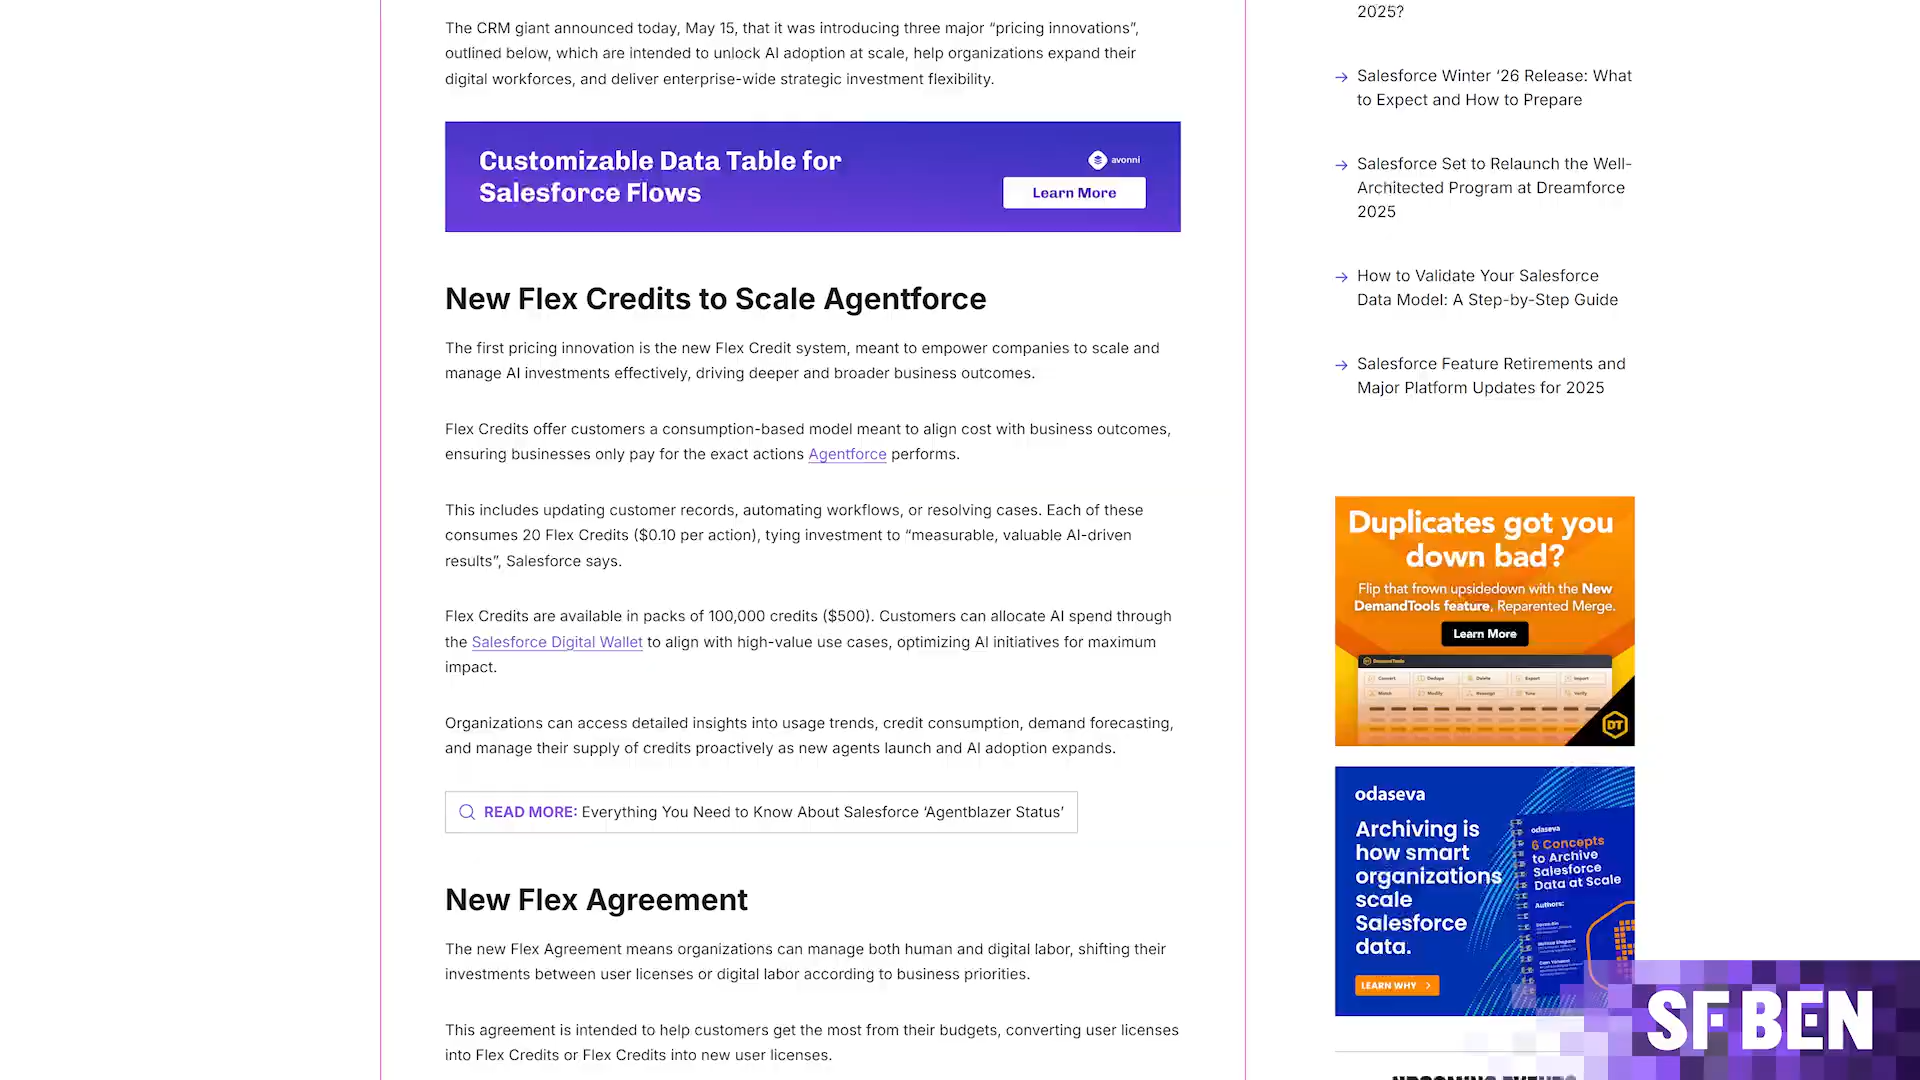 The CRM giant announced today, May 15, that it was introducing three major “pricing innovations”,
outlined below, which are intended to unlock AI adoption at scale, help organizations expand their
digital workforces, and deliver enterprise-wide strategic investment flexibility.
Customizable Data Table for
Salesforce Flows
avonni
Learn More
New Flex Credits to Scale Agentforce
The first pricing innovation is the new Flex Credit system, meant to empower companies to scale and
manage AI investments effectively, driving deeper and broader business outcomes.
Flex Credits offer customers a consumption-based model meant to align cost with business outcomes,
ensuring businesses only pay for the exact actions Agentforce performs.
This includes updating customer records, automating workflows, or resolving cases. Each of these
consumes 20 Flex Credits ($0.10 per action), tying investment to “measurable, valuable AI-driven
results”, Salesforce says.
Flex Credits are available in packs of 100,000 credits ($500). Customers can allocate AI spend through
the Salesforce Digital Wallet to align with high-value use cases, optimizing AI initiatives for maximum
impact.
Organizations can access detailed insights into usage trends, credit consumption, demand forecasting,
and manage their supply of credits proactively as new agents launch and AI adoption expands.
READ MORE: Everything You Need to Know About Salesforce ‘Agentblazer Status’
New Flex Agreement
The new Flex Agreement means organizations can manage both human and digital labor, shifting their
investments between user licenses or digital labor according to business priorities.
This agreement is intended to help customers get the most from their budgets, converting user licenses
into Flex Credits or Flex Credits into new user licenses.
2025?
Salesforce Winter ‘26 Release: What
to Expect and How to Prepare
Salesforce Set to Relaunch the Well-
Architected Program at Dreamforce
2025
How to Validate Your Salesforce
Data Model: A Step-by-Step Guide
Salesforce Feature Retirements and
Major Platform Updates for 2025
Duplicates got you
down bad?
Flip that frown upsidedown with the New
DemandTools feature, Reparented Merge.
Learn More
DemandTools
Convert Dedupe Delete Export Import
Match Modify Reassign Tune Verify
DT
odaseva
Archiving is
how smart
organizations
scale
Salesforce
data.
LEARN WHY
odaseva
6 Concepts
to Archive
Salesforce
Data at Scale
Authors:
SF BEN
UPCOMING EVENTS